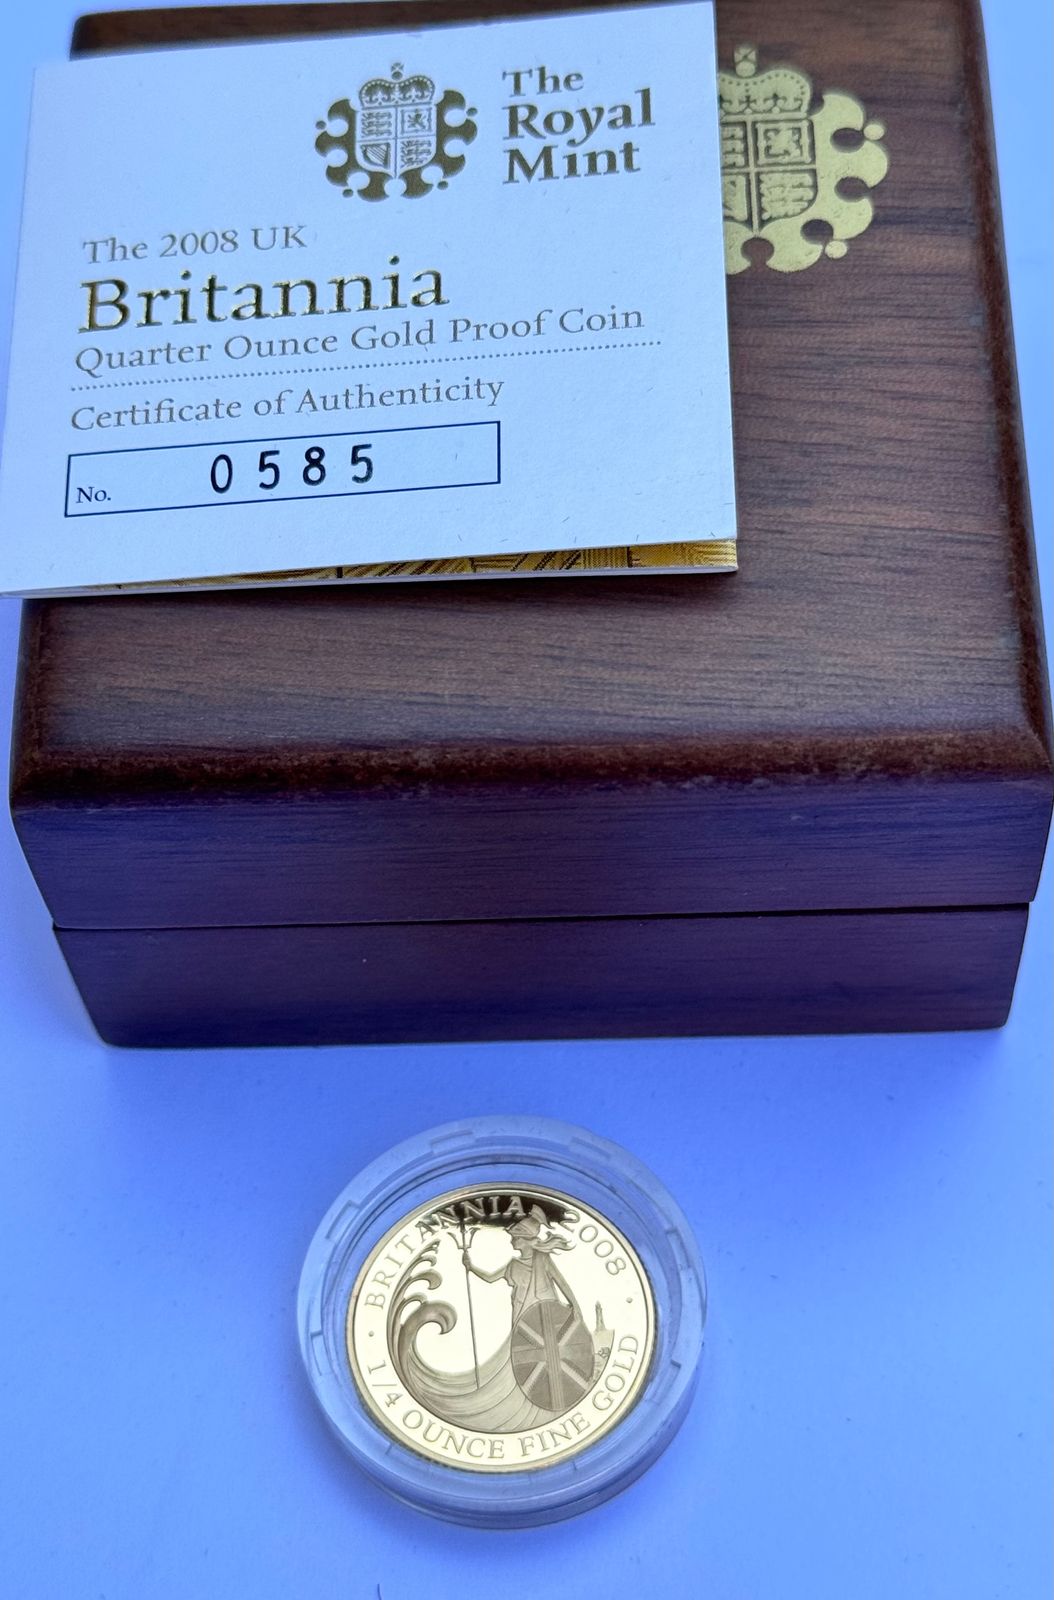 The
Royal
Mint
The 2008 UK
Britannia
Quarter Ounce Gold Proof Coin
Certificate of Authenticity
No. 0585
· BRITANNIA 2008 ·
1/4 OUNCE FINE GOLD